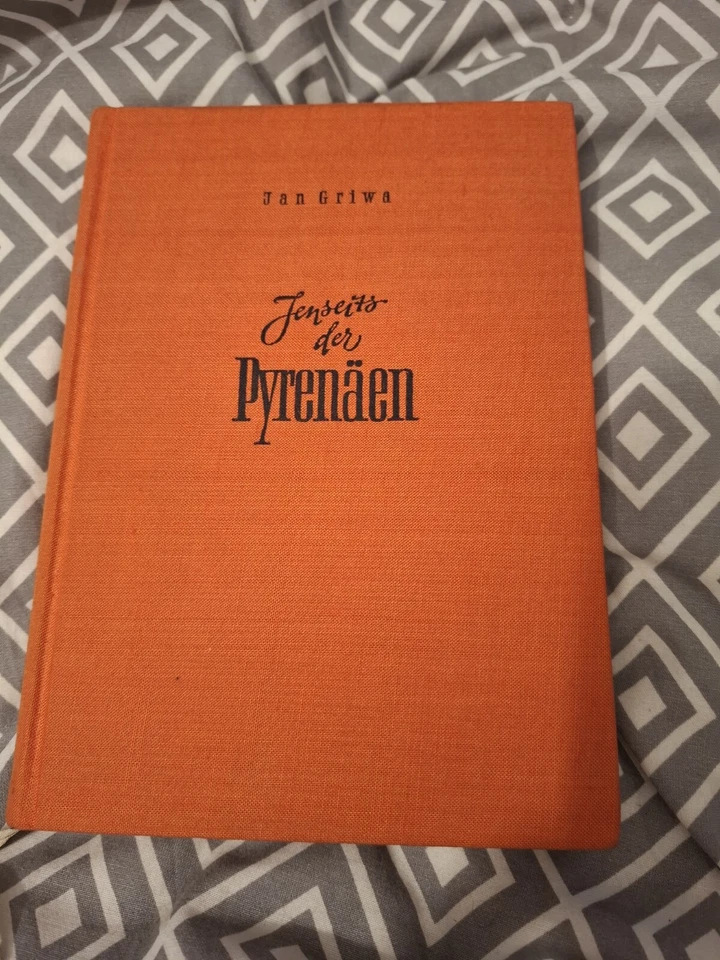 Jan Griwa
Jenseits
der
Pyrenäen